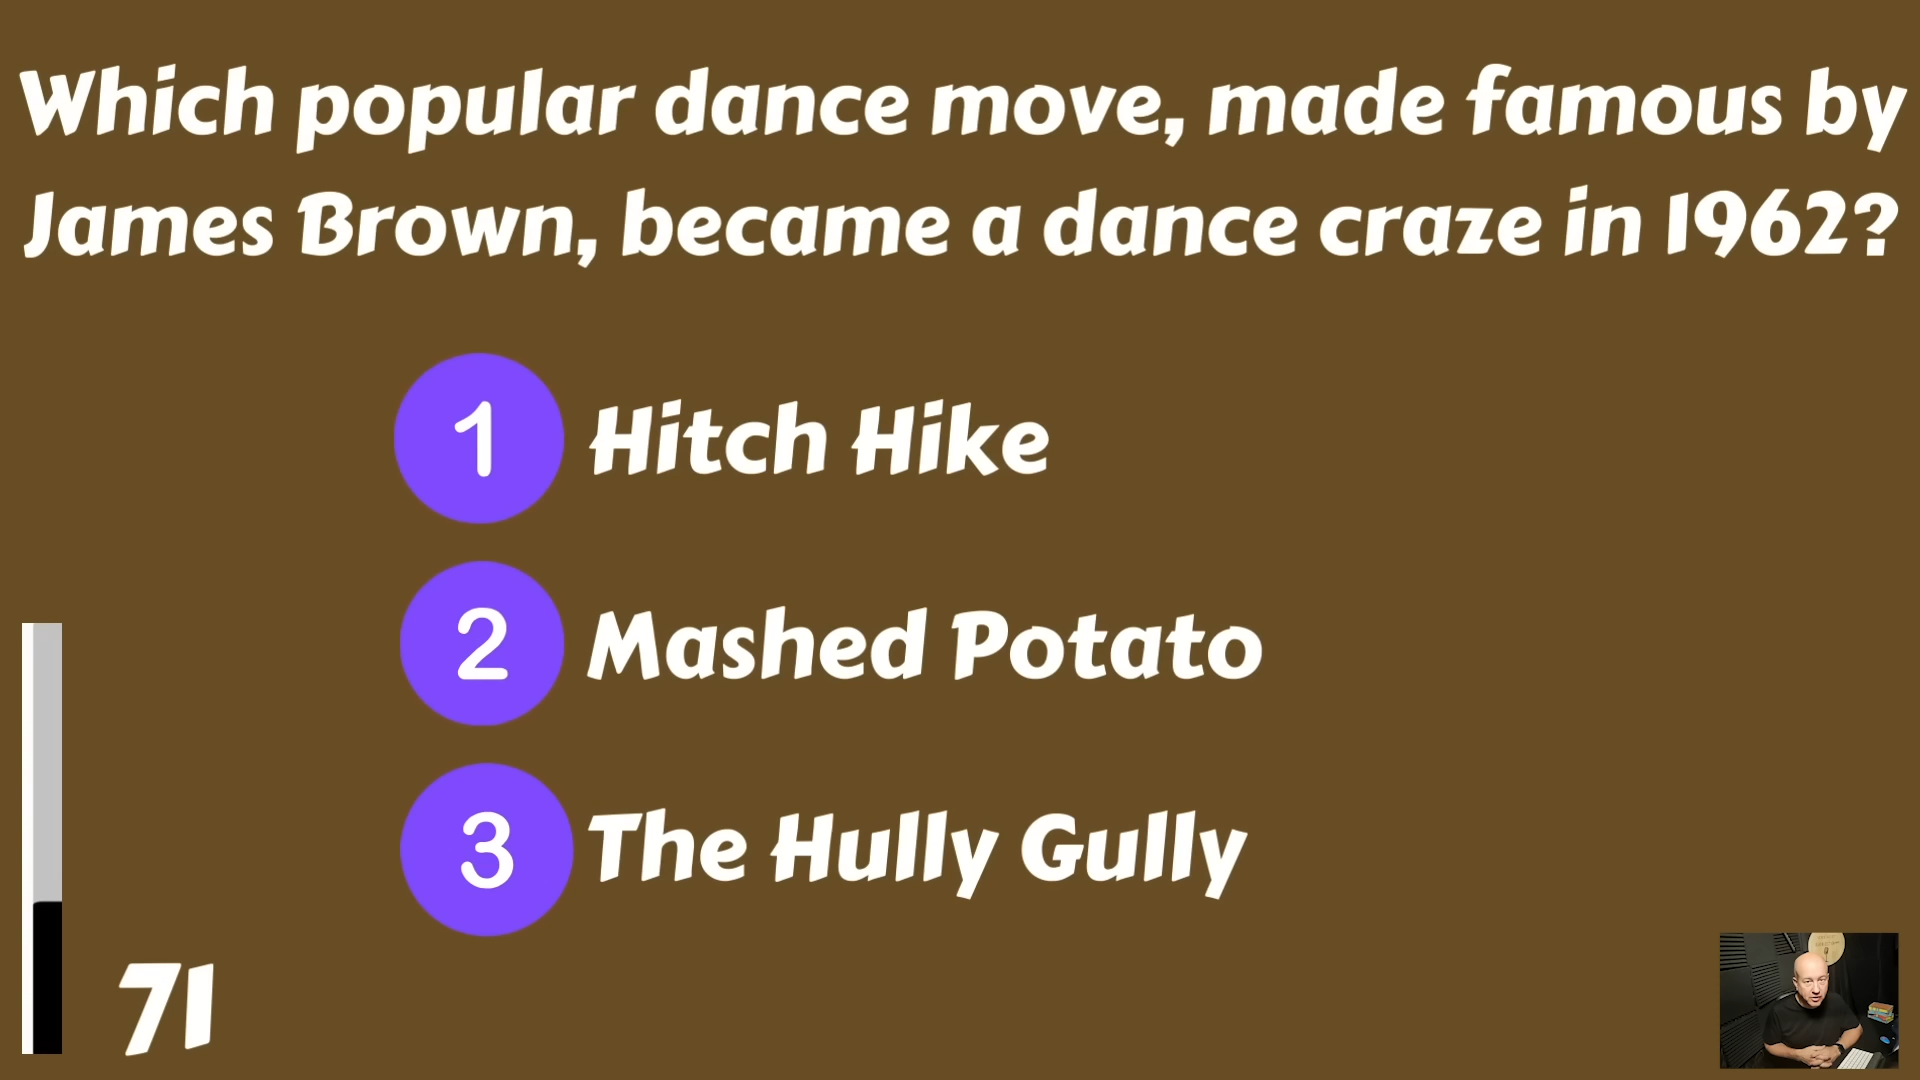 Which popular dance move, made famous by
James Brown, became a dance craze in 1962?
1 Hitch Hike
2 Mashed Potato
3 The Hully Gully
71